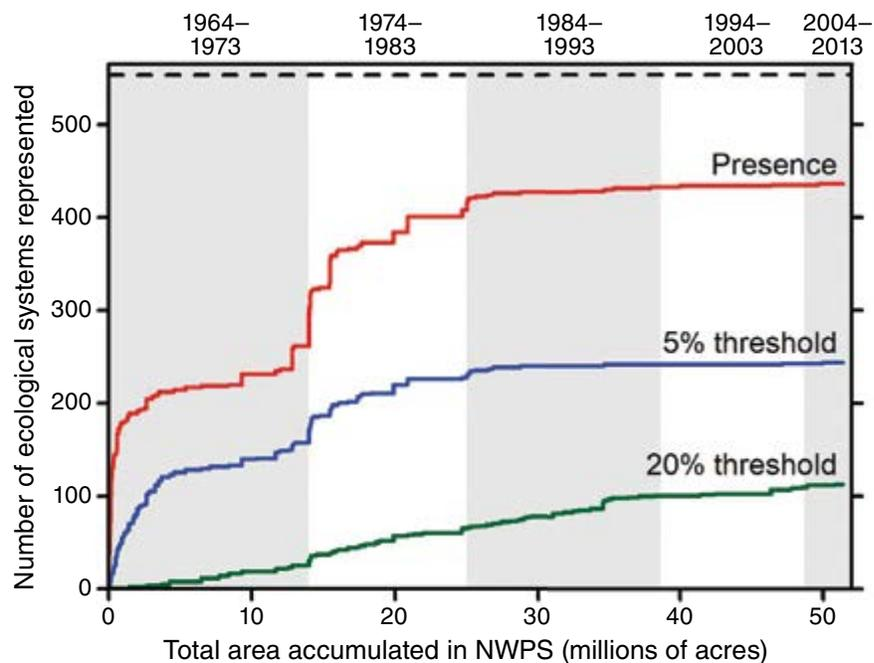 1964–
1973
1974–
1983
1984–
1993
1994–
2003
2004–
2013
Number of ecological systems represented
500
400
300
200
100
0
Presence
5% threshold
20% threshold
0 10 20 30 40 50
Total area accumulated in NWPS (millions of acres)